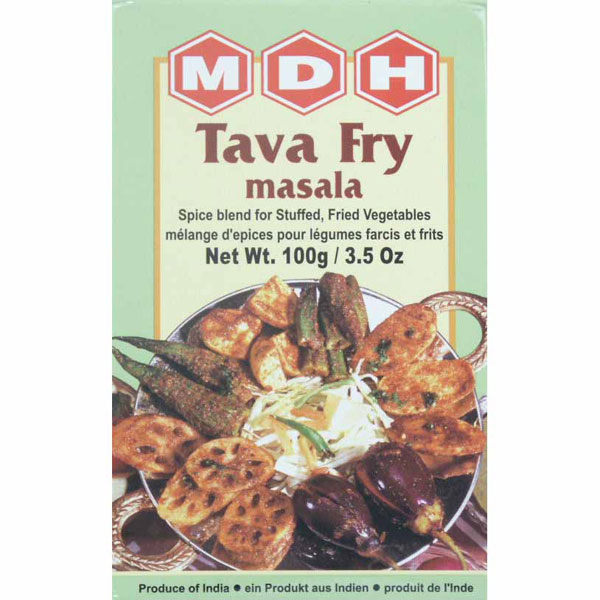 MDH
Tava Fry
masala
Spice blend for Stuffed, Fried Vegetables
mélange d'epices pour légumes farcis et frits
Net Wt. 100g / 3.5 Oz
Produce of India ● ein Produkt aus Indien ● produit de l'Inde